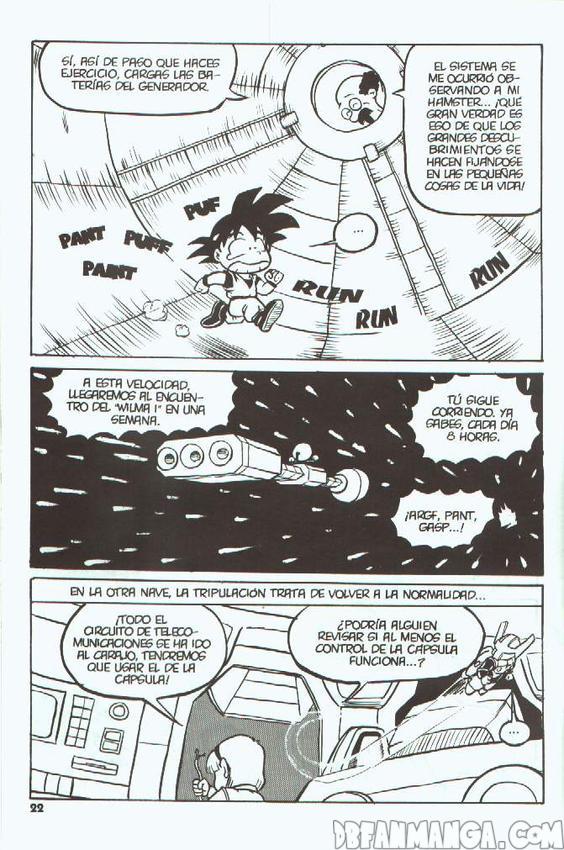 SÍ, ASÍ DE PASO QUE HACES
EJERCICIO, CARGAS LAS BA-
TERÍAS DEL GENERADOR.
EL SISTEMA SE
ME OCURRIÓ OB-
SERVANDO A MI
HAMSTER... ¡QUÉ
GRAN VERDAD ES
ESO DE QUE LOS
GRANDES DESCU-
BRIMIENTOS SE
HACEN FIJANDOSE
EN LAS PEQUEÑAS
COSAS DE LA VIDA!
PUF
PANT
PUFF
PAINT
...
RUN
RUN
RUN
A ESTA VELOCIDAD,
LLEGAREMOS AL ENCUEN-
TRO DEL "WILMA I" EN UNA
SEMANA.
TÚ SIGUE
CORRIENDO. YA
SABES, CADA DÍA
8 HORAS.
¡ARGF, PANT,
GASP...!
EN LA OTRA NAVE, LA TRIPULACIÓN TRATA DE VOLVER A LA NORMALIDAD...
¡TODO EL
CIRCUITO DE TELECO-
MUNICACIONES SE HA IDO
AL CARAJO, TENDREMOS
QUE USAR EL DE LA
CAPSULA!
¿PODRÍA ALGUIEN
REVISAR SI AL MENOS EL
CONTROL DE LA CAPSULA
FUNCIONA...?
...
22
DBFANMANGA.COM